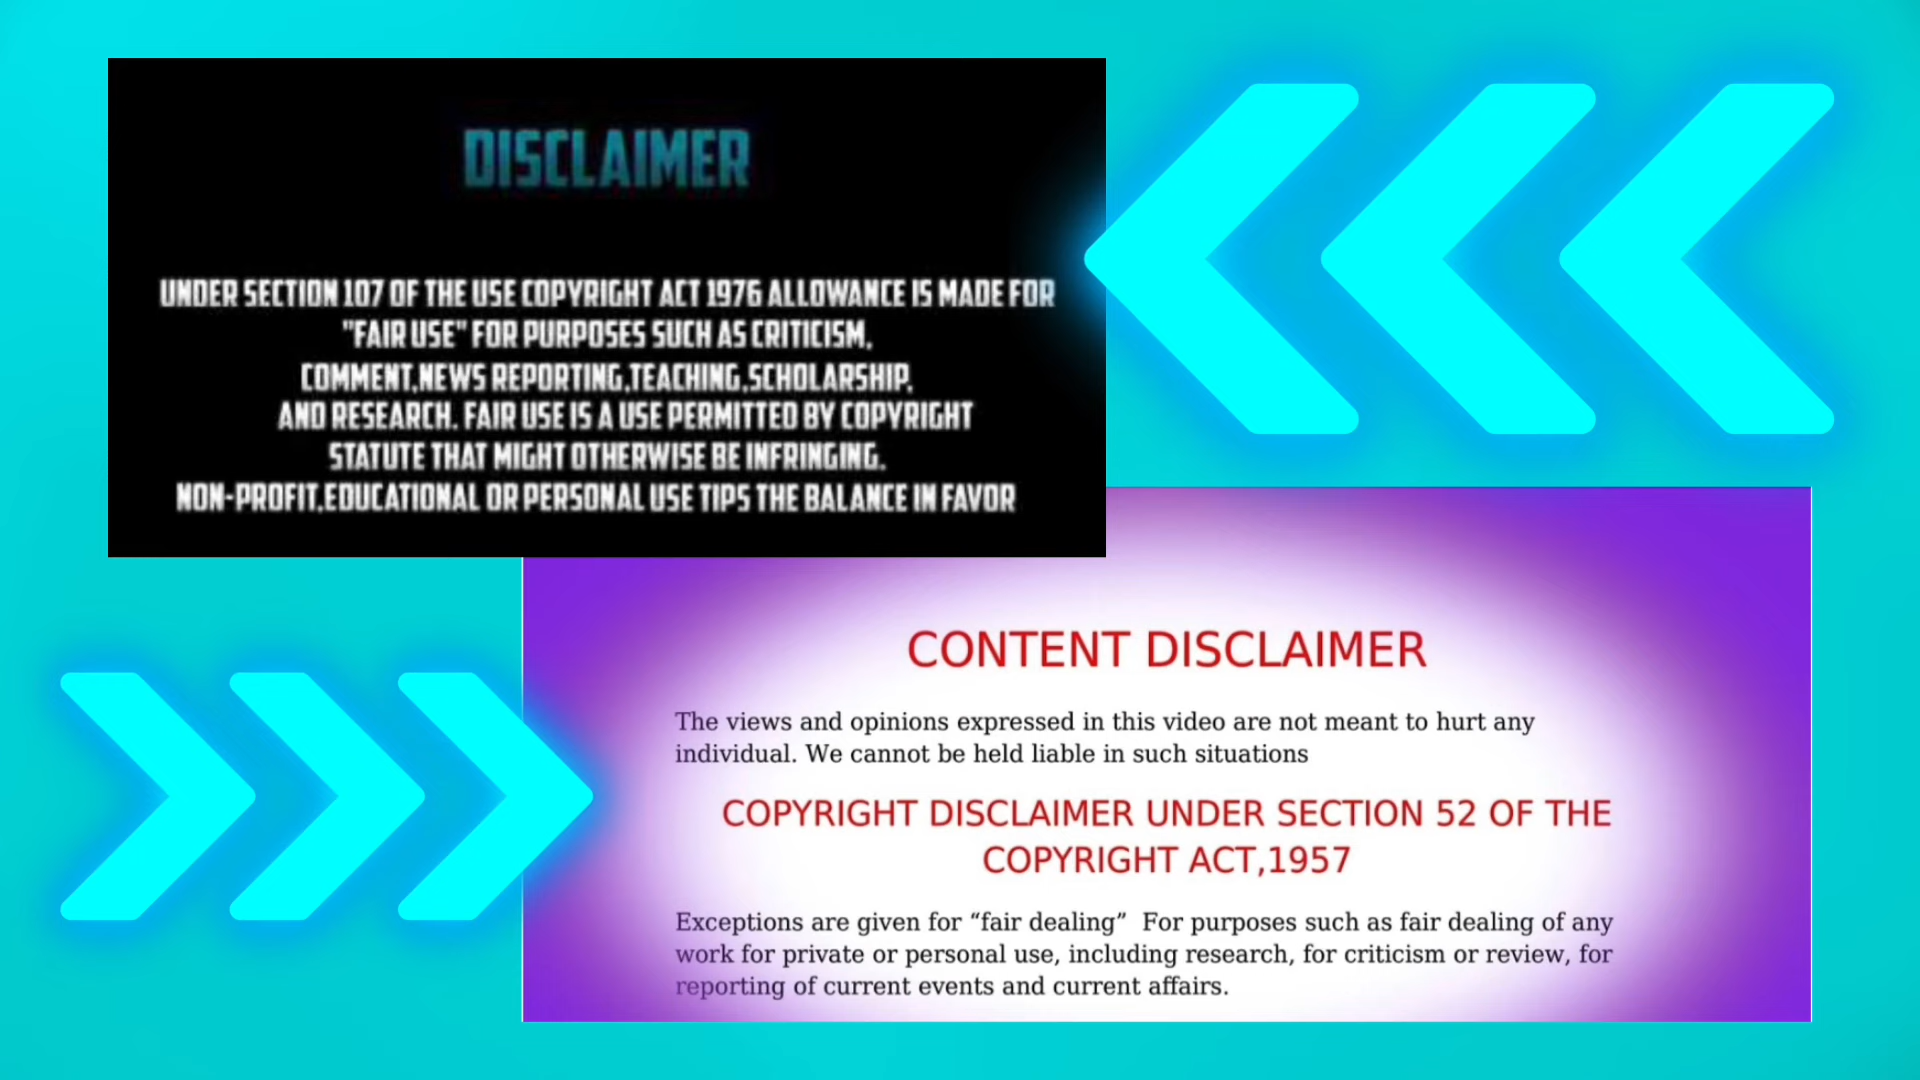 DISCLAIMER
UNDER SECTION 107 OF THE USE COPYRIGHT ACT 1976 ALLOWANCE IS MADE FOR
"FAIR USE" FOR PURPOSES SUCH AS CRITICISM,
COMMENT,NEWS REPORTING,TEACHING,SCHOLARSHIP,
AND RESEARCH. FAIR USE IS A USE PERMITTED BY COPYRIGHT
STATUTE THAT MIGHT OTHERWISE BE INFRINGING.
NON-PROFIT,EDUCATIONAL OR PERSONAL USE TIPS THE BALANCE IN FAVOR
CONTENT DISCLAIMER
The views and opinions expressed in this video are not meant to hurt any
individual. We cannot be held liable in such situations
COPYRIGHT DISCLAIMER UNDER SECTION 52 OF THE
COPYRIGHT ACT,1957
Exceptions are given for “fair dealing”  For purposes such as fair dealing of any
work for private or personal use, including research, for criticism or review, for
reporting of current events and current affairs.